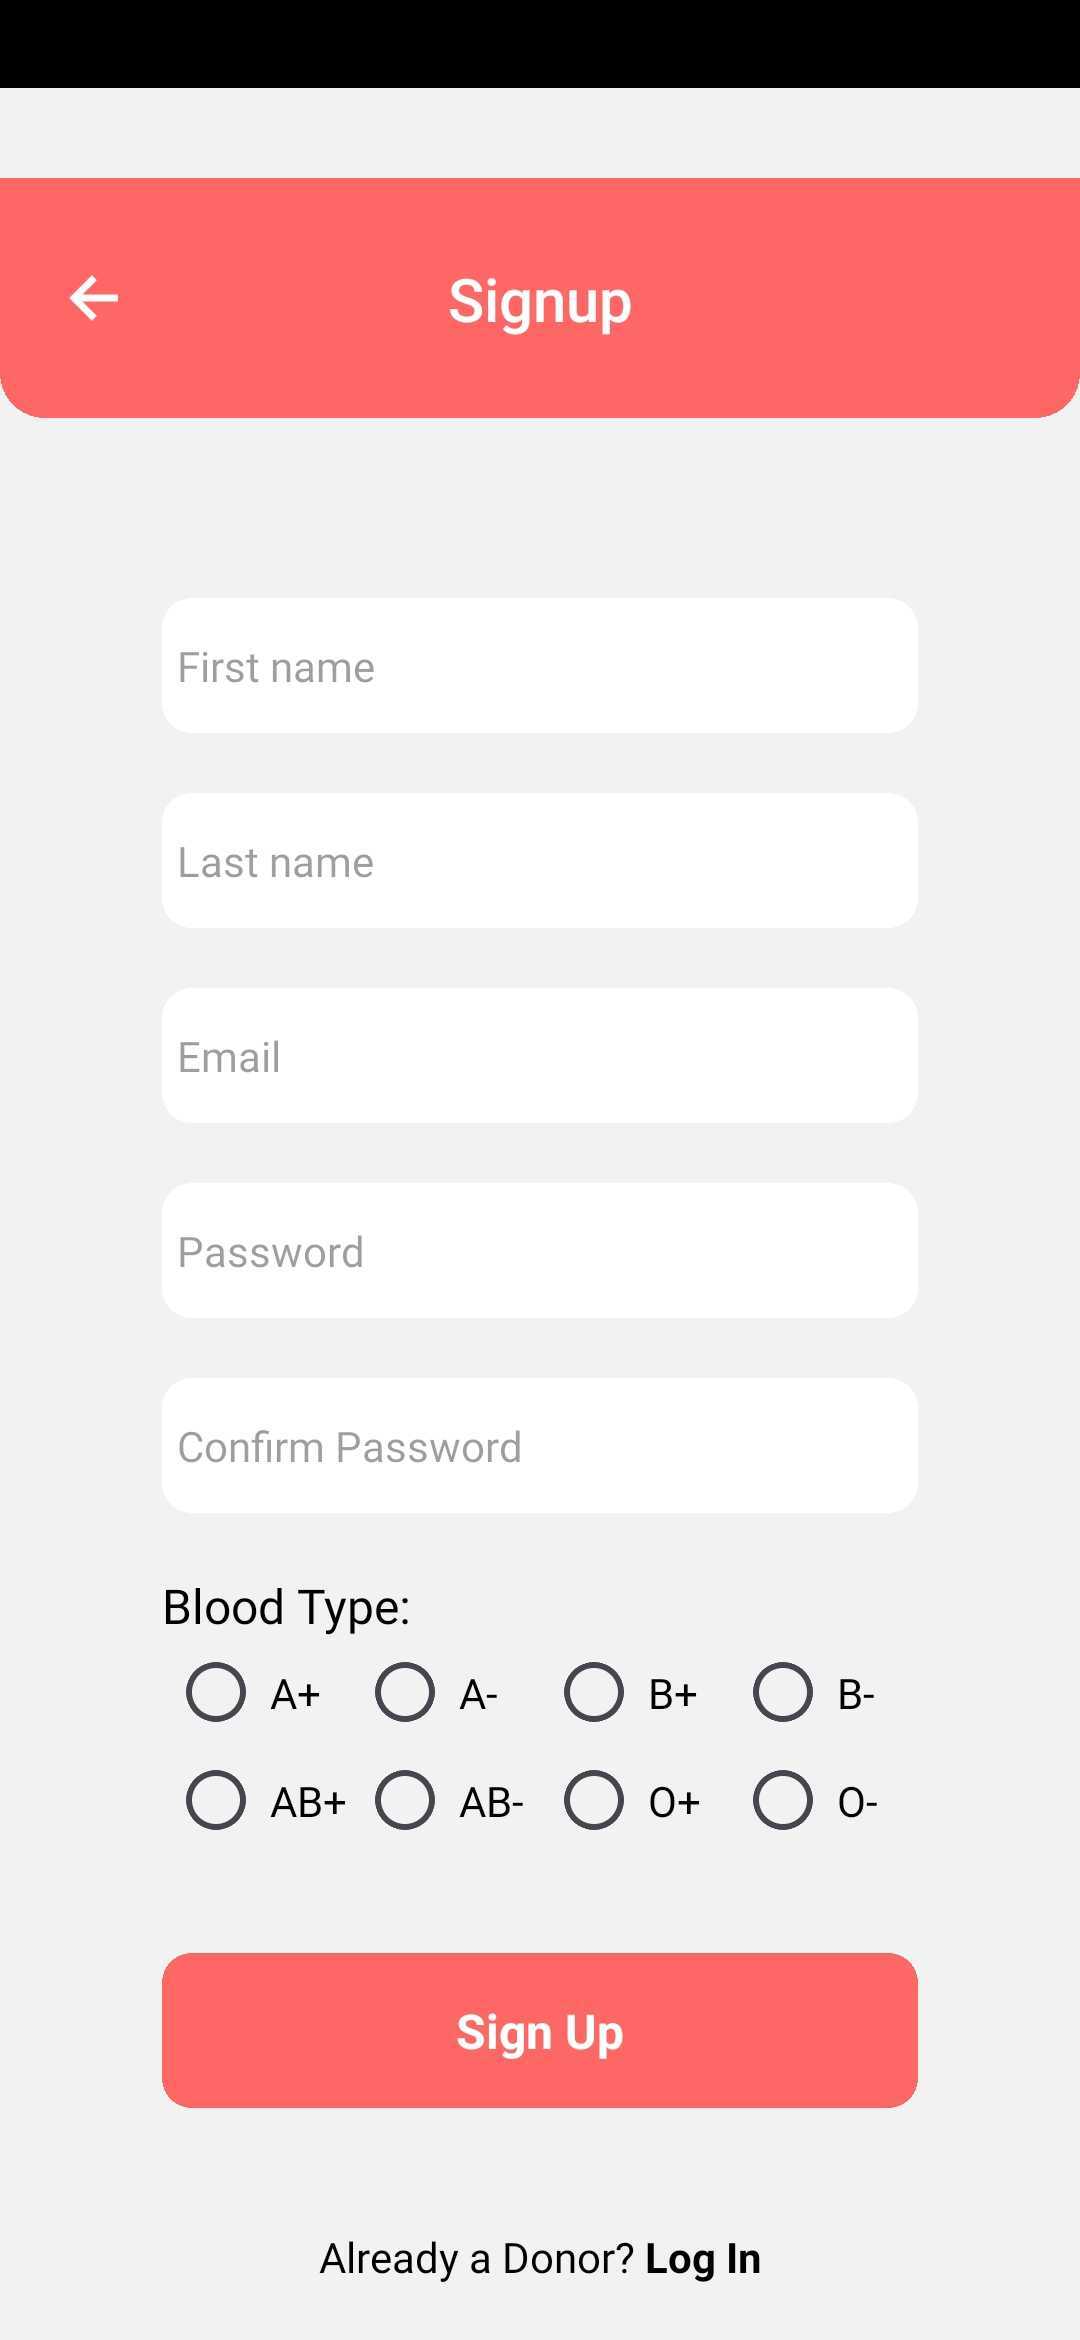 Signup
First name
Last name
Email
Password
Confirm Password
Blood Type:
A+ A- B+ B-
AB+ AB- O+ O-
Sign Up
Already a Donor? Log In